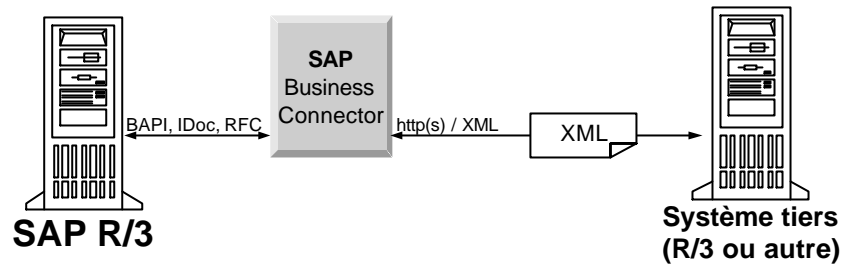 SAP
Business
Connector
BAPI, IDoc, RFC
http(s) / XML
XML
SAP R/3
Système tiers
(R/3 ou autre)